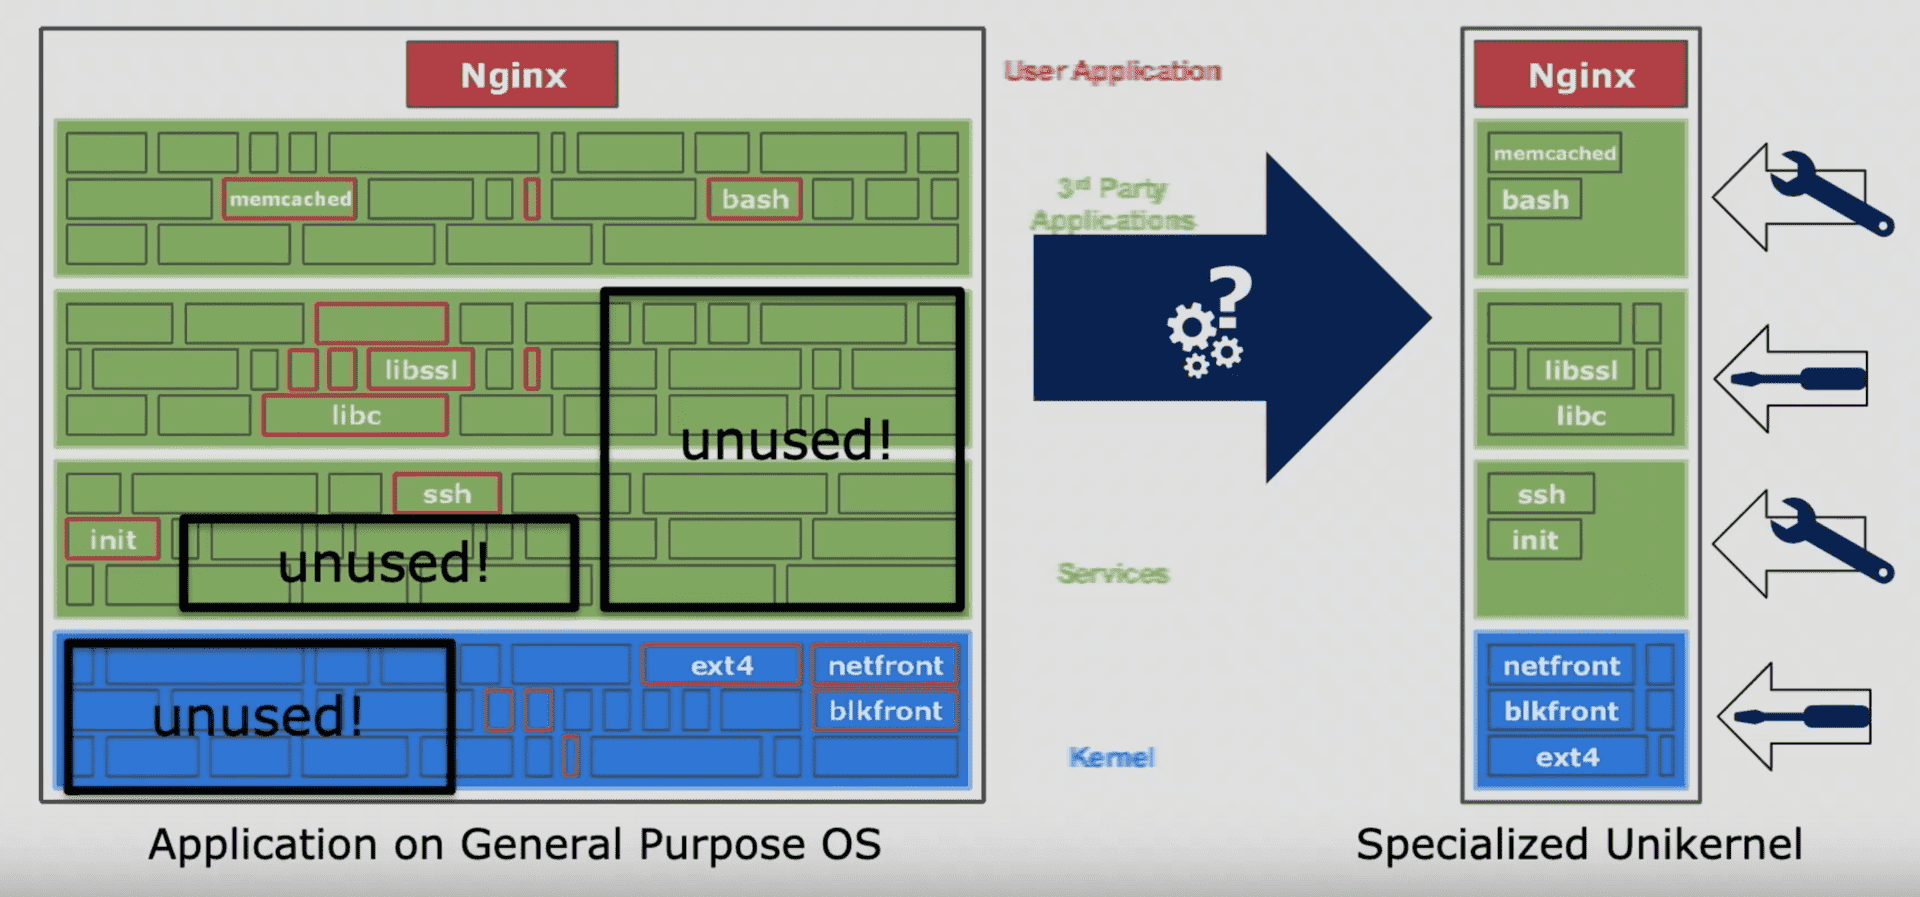 Nginx
memcached
bash
libssl
libc
unused!
ssh
init
unused!
unused!
ext4
netfront
blkfront
Application on General Purpose OS
User Application
3rd Party
Applications
?
Services
Kernel
Nginx
memcached
bash
libssl
libc
ssh
init
netfront
blkfront
ext4
Specialized Unikernel